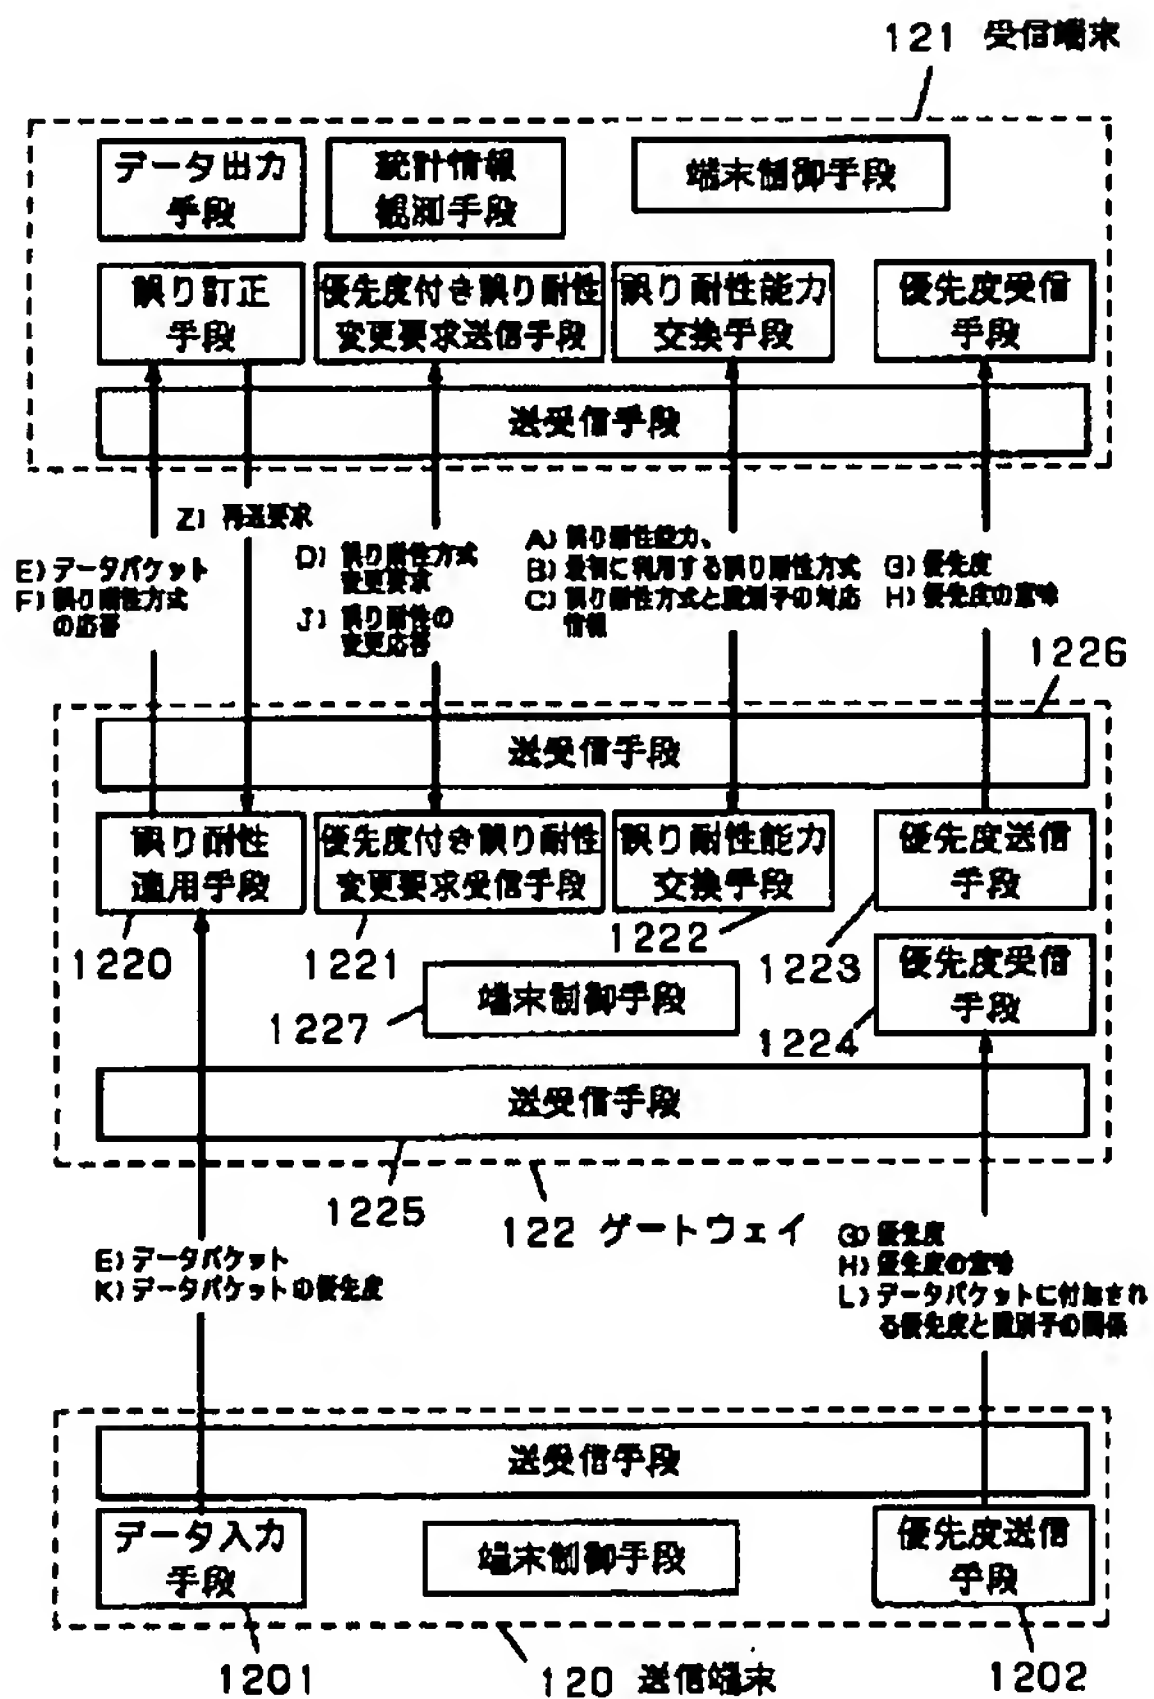 121 受信端末
データ出力
手段
統計情報
観測手段
端末制御手段
誤り訂正
手段
優先度付き誤り耐性
変更要求送信手段
誤り耐性能力
交換手段
優先度受信
手段
送受信手段
Z) 再送要求
E) データパケット
F) 誤り耐性方式
の応答
D) 誤り耐性方式
変更要求
J) 誤り耐性の
変更応答
A) 誤り耐性能力、
B) 最初に利用する誤り耐性方式
C) 誤り耐性方式と識別子の対応
情報
G) 優先度
H) 優先度の意味
1226
送受信手段
誤り耐性
適用手段
優先度付き誤り耐性
変更要求受信手段
誤り耐性能力
交換手段
優先度送信
手段
1220
1221
1222
1223
優先度受信
手段
端末制御手段
1227
1224
送受信手段
1225
122 ゲートウェイ
E) データパケット
K) データパケットの優先度
G) 優先度
H) 優先度の意味
L) データパケットに付加され
る優先度と識別子の関係
送受信手段
データ入力
手段
端末制御手段
優先度送信
手段
1201
120 送信端末
1202